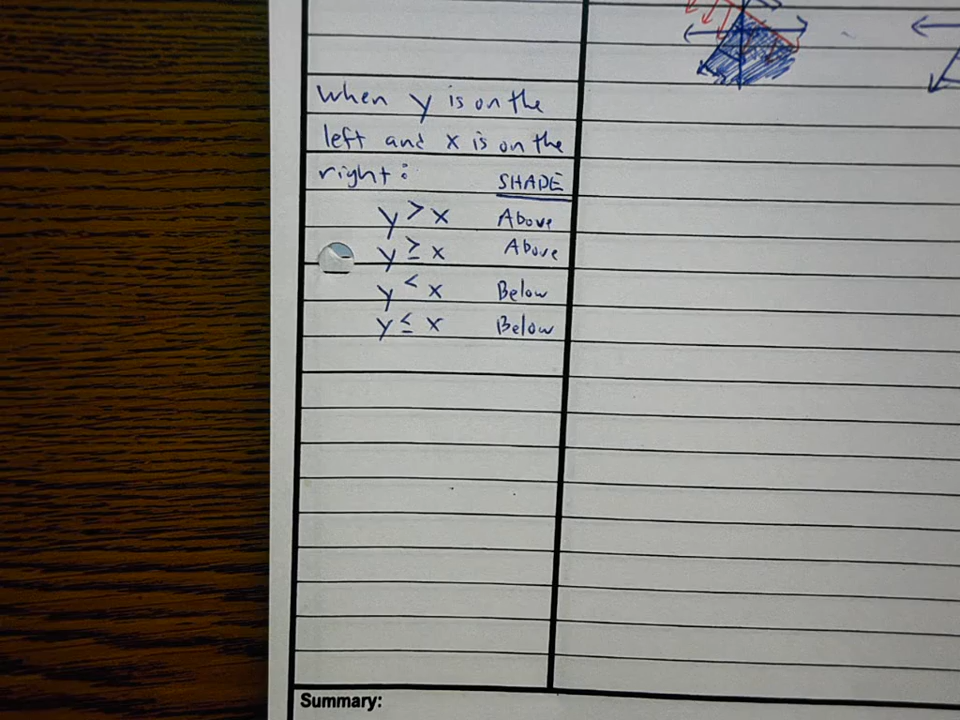 when y is on the
left and x is on the
right:   SHADE
y > x   Above
y ≥ x   Above
y < x   Below
y ≤ x   Below
Summary: